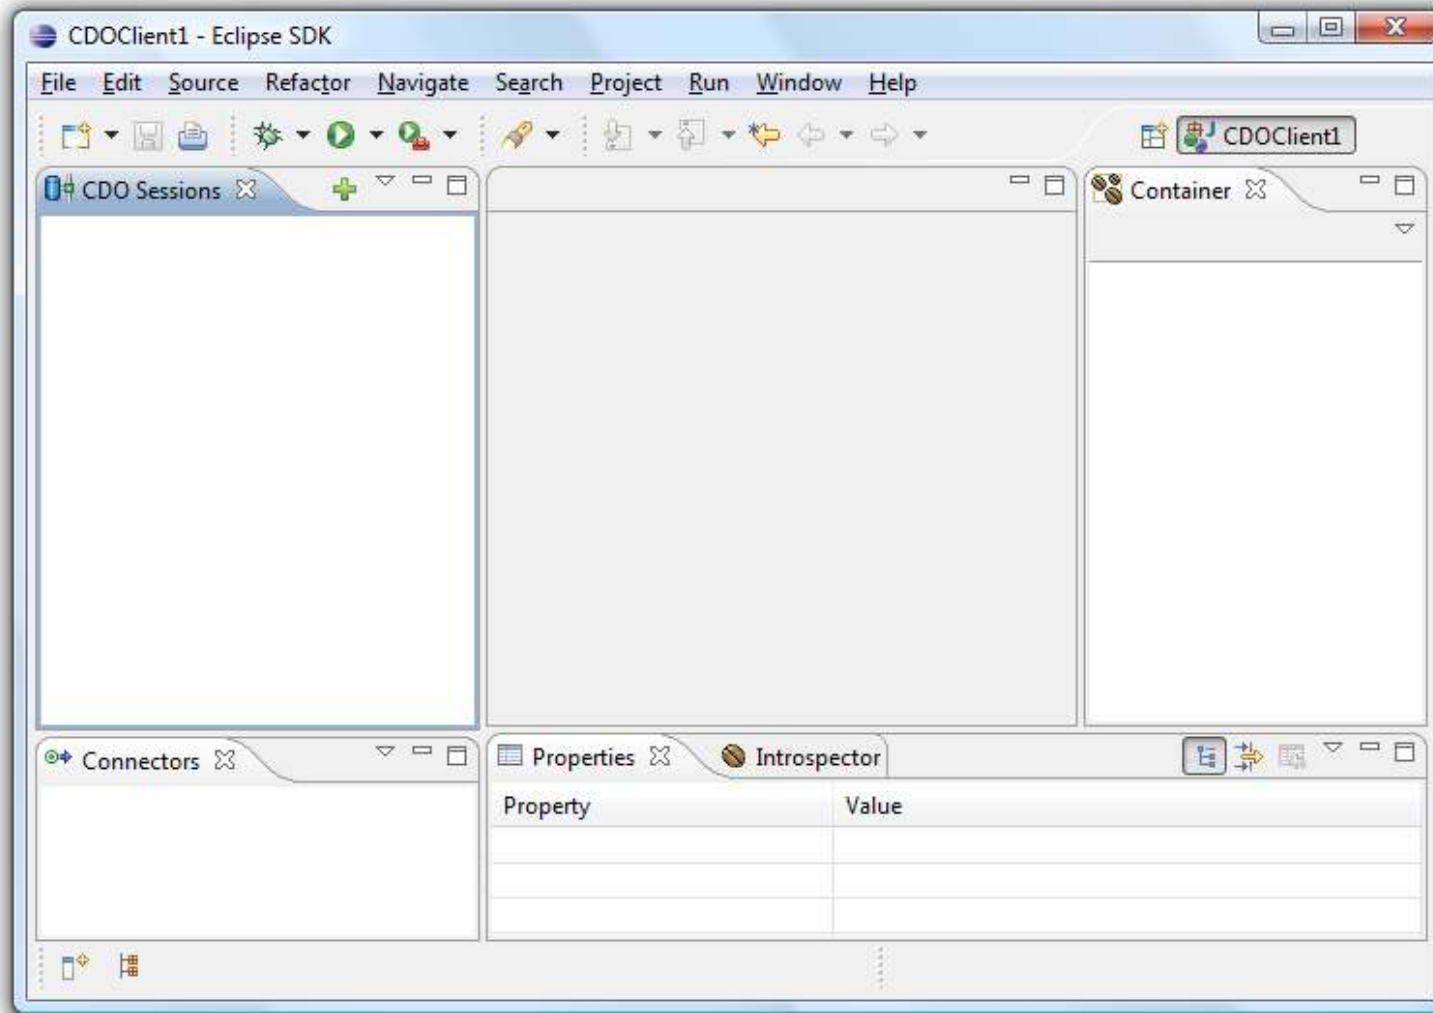 CDOClient1 - Eclipse SDK
File Edit Source Refactor Navigate Search Project Run Window Help
CDOClient1
CDO Sessions
Container
Connectors
Properties Introspector
Property Value